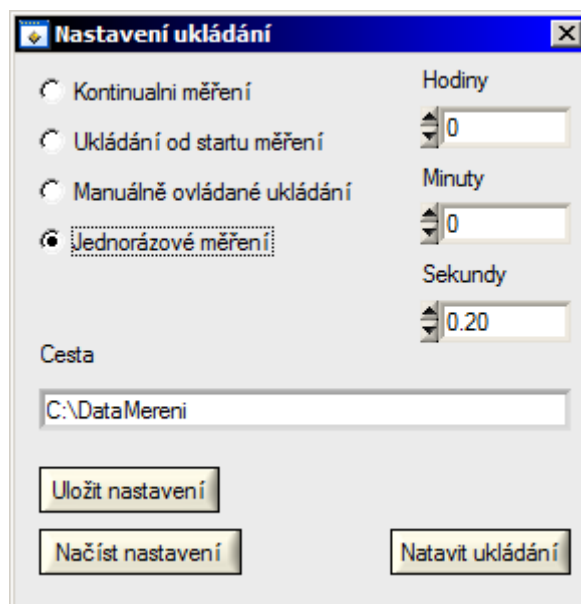 Nastavení ukládání
Kontinualni měření
Ukládání od startu měření
Manuálně ovládané ukládání
Jednorázové měření
Hodiny
0
Minuty
0
Sekundy
0.20
Cesta
C:\DataMereni
Uložit nastavení
Načíst nastavení
Natavit ukládání